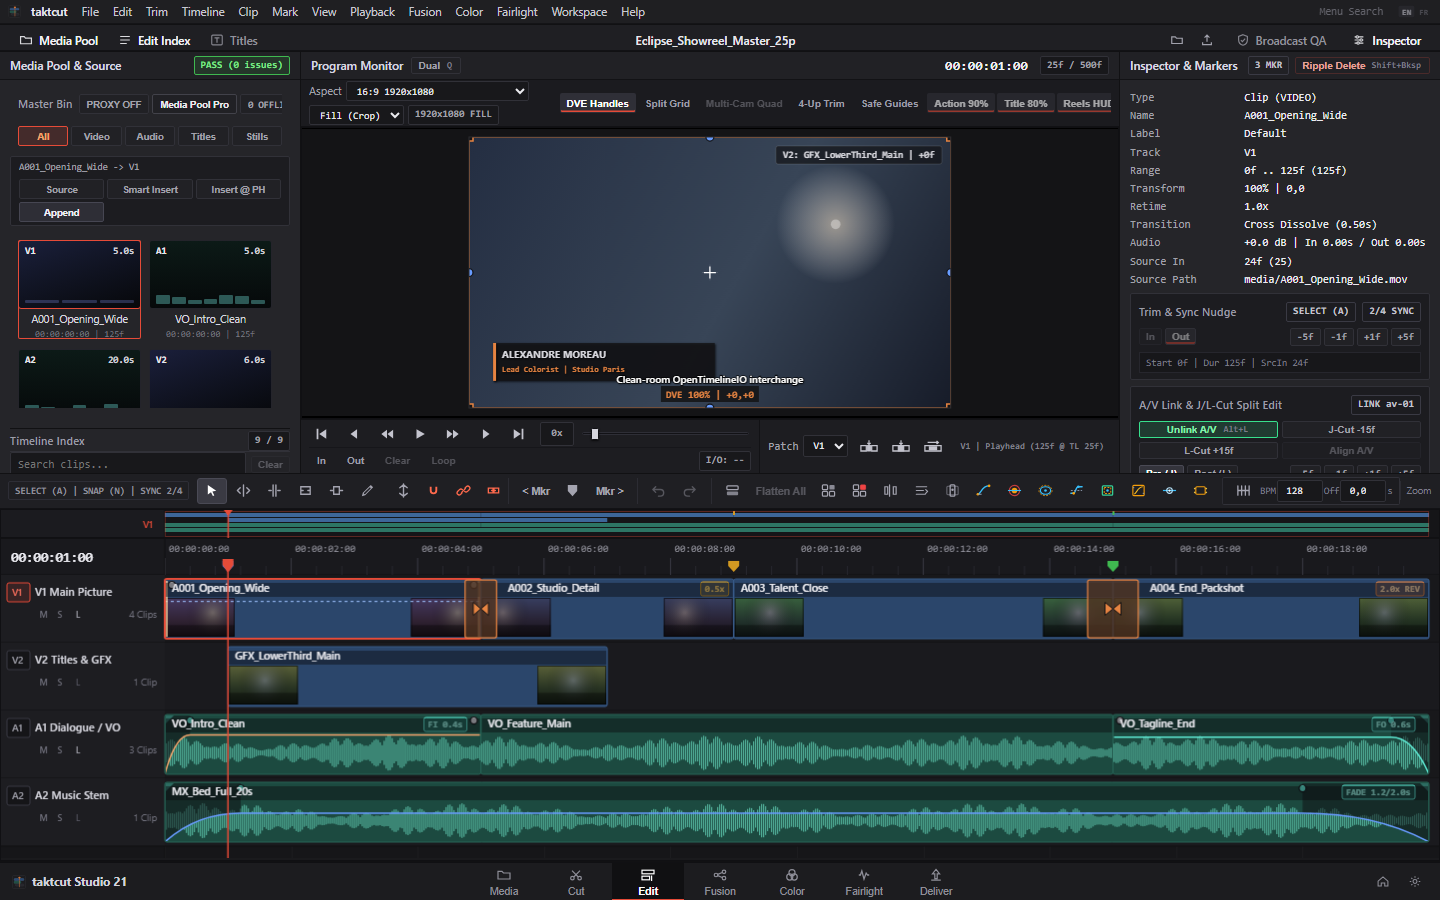 taktcut File Edit Trim Timeline Clip Mark View Playback Fusion Color Fairlight Workspace Help Menu Search EN FR
Media Pool Edit Index Titles Eclipse_Showreel_Master_25p Broadcast QA Inspector
Media Pool & Source PASS (0 issues)
Master Bin PROXY OFF Media Pool Pro 0 OFFLI
All Video Audio Titles Stills
A001_Opening_Wide -> V1
Source Smart Insert Insert @ PH
Append
V1 5.0s A1 5.0s
A001_Opening_Wide VO_Intro_Clean
00:00:00:00 | 125f 00:00:00:00 | 125f
A2 20.0s V2 6.0s
Timeline Index 9 / 9
Search clips... Clear
Program Monitor Dual Q 00:00:01:00 25f / 500f
Aspect 16:9 1920x1080
Fill (Crop) 1920x1080 FILL
DVE Handles Split Grid Multi-Cam Quad 4-Up Trim Safe Guides Action 90% Title 80% Reels HUD
V2: GFX_LowerThird_Main | +0f
ALEXANDRE MOREAU
Lead Colorist | Studio Paris
Clean-room OpenTimelineIO interchange
DVE 100% | +0,+0
0x
In Out Clear Loop I/O: --
Patch V1 V1 | Playhead (125f @ TL 25f)
Inspector & Markers 3 MKR Ripple Delete Shift+Bksp
Type Clip (VIDEO)
Name A001_Opening_Wide
Label Default
Track V1
Range 0f .. 125f (125f)
Transform 100% | 0,0
Retime 1.0x
Transition Cross Dissolve (0.50s)
Audio +0.0 dB | In 0.00s / Out 0.00s
Source In 24f (25)
Source Path media/A001_Opening_Wide.mov
Trim & Sync Nudge SELECT (A) 2/4 SYNC
In Out -5f -1f +1f +5f
Start 0f | Dur 125f | SrcIn 24f
A/V Link & J/L-Cut Split Edit LINK av-01
Unlink A/V Alt+L J-Cut -15f
L-Cut +15f Align A/V
SELECT (A) | SNAP (N) | SYNC 2/4 < Mkr Mkr > Flatten All BPM 128 Off 0,0 s Zoom
V1
00:00:01:00 00:00:00:00 00:00:02:00 00:00:04:00 00:00:06:00 00:00:08:00 00:00:10:00 00:00:12:00 00:00:14:00 00:00:16:00 00:00:18:00
V1 V1 Main Picture
M S L 4 Clips
A001_Opening_Wide A002_Studio_Detail 0.5x A003_Talent_Close A004_End_Packshot 2.0x REV
V2 V2 Titles & GFX
M S L 1 Clip
GFX_LowerThird_Main
A1 A1 Dialogue / VO
M S L 3 Clips
VO_Intro_Clean FI 0.4s VO_Feature_Main VO_Tagline_End FO 0.6s
A2 A2 Music Stem
M S L 1 Clip
MX_Bed_Full_20s FADE 1.2/2.0s
taktcut Studio 21 Media Cut Edit Fusion Color Fairlight Deliver